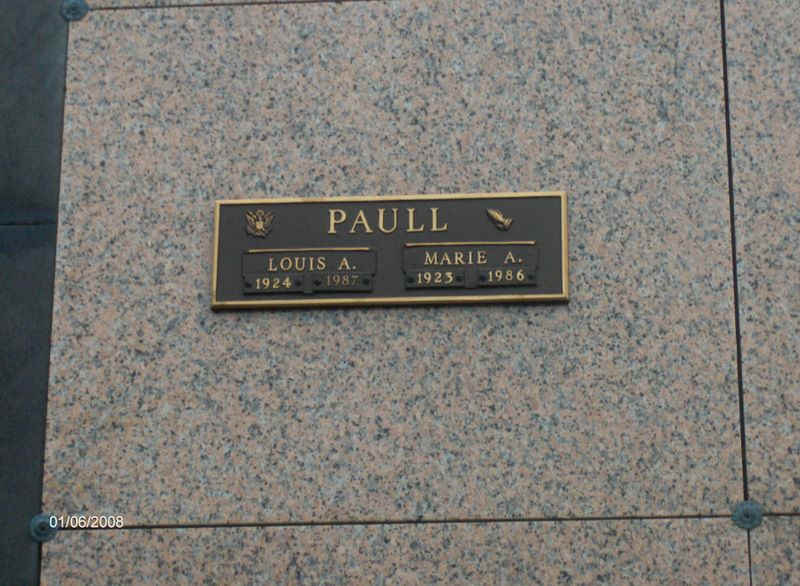 PAULL
LOUIS A.
1924 1987
MARIE A.
1923 1986
01/06/2008